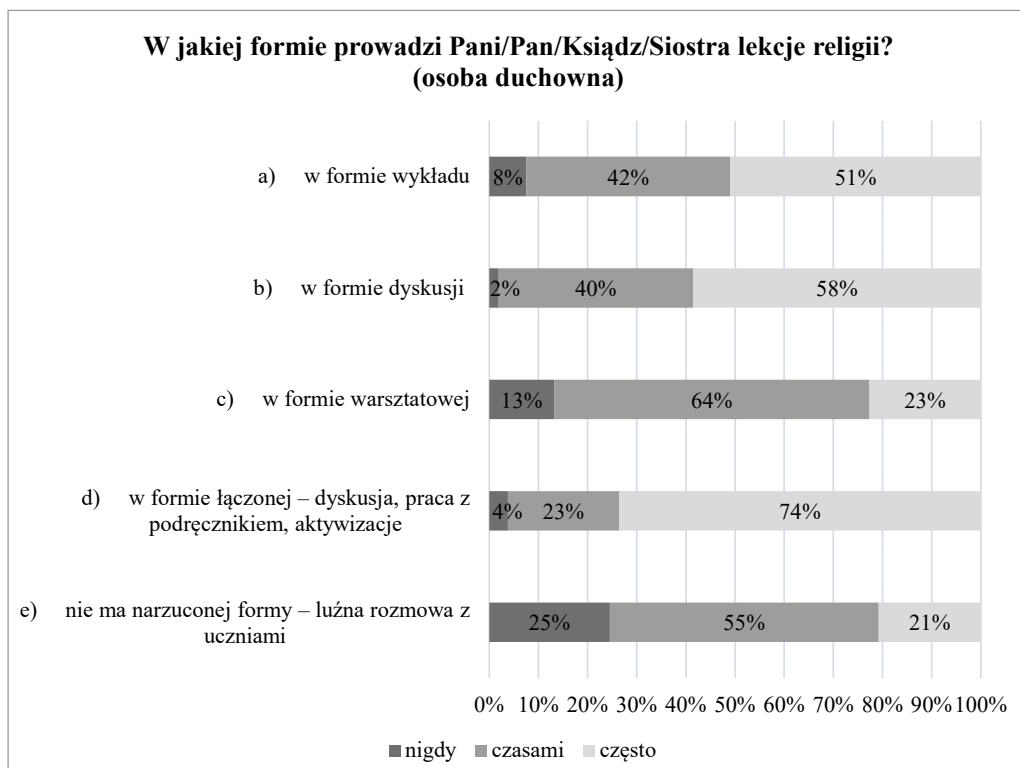 W jakiej formie prowadzi Pani/Pan/Ksiądz/Siostra lekcje religii?
(osoba duchowna)
a) w formie wykładu 8% 42% 51%
b) w formie dyskusji 2% 40% 58%
c) w formie warsztatowej 13% 64% 23%
d) w formie łączonej – dyskusja, praca z
podręcznikiem, aktywizacje 4% 23% 74%
e) nie ma narzuconej formy – luźna rozmowa z
uczniami 25% 55% 21%
0% 10% 20% 30% 40% 50% 60% 70% 80% 90% 100%
nigdy czasami często